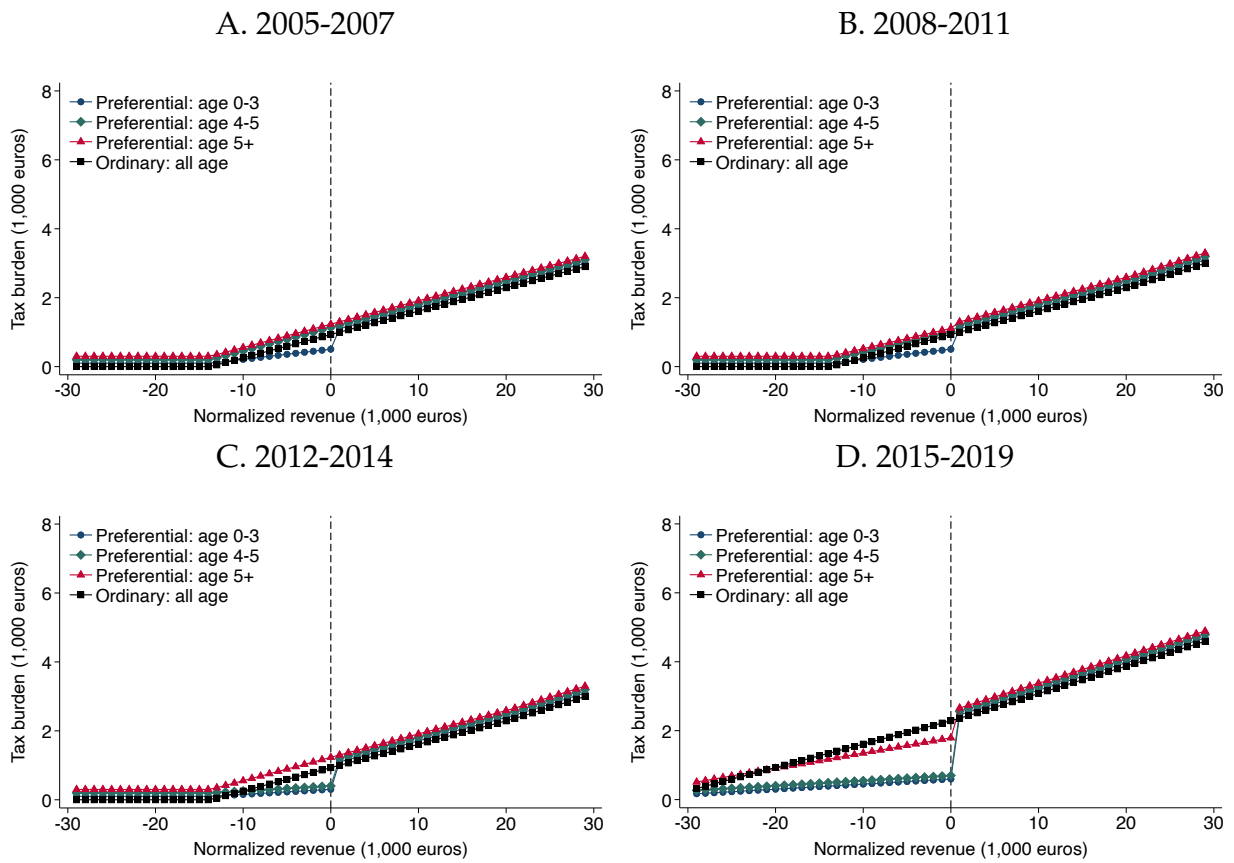 A. 2005-2007
Tax burden (1,000 euros)
8
6
4
2
0
Preferential: age 0-3
Preferential: age 4-5
Preferential: age 5+
Ordinary: all age
-30 -20 -10 0 10 20 30
Normalized revenue (1,000 euros)
B. 2008-2011
Tax burden (1,000 euros)
8
6
4
2
0
Preferential: age 0-3
Preferential: age 4-5
Preferential: age 5+
Ordinary: all age
-30 -20 -10 0 10 20 30
Normalized revenue (1,000 euros)
C. 2012-2014
Tax burden (1,000 euros)
8
6
4
2
0
Preferential: age 0-3
Preferential: age 4-5
Preferential: age 5+
Ordinary: all age
-30 -20 -10 0 10 20 30
Normalized revenue (1,000 euros)
D. 2015-2019
Tax burden (1,000 euros)
8
6
4
2
0
Preferential: age 0-3
Preferential: age 4-5
Preferential: age 5+
Ordinary: all age
-30 -20 -10 0 10 20 30
Normalized revenue (1,000 euros)